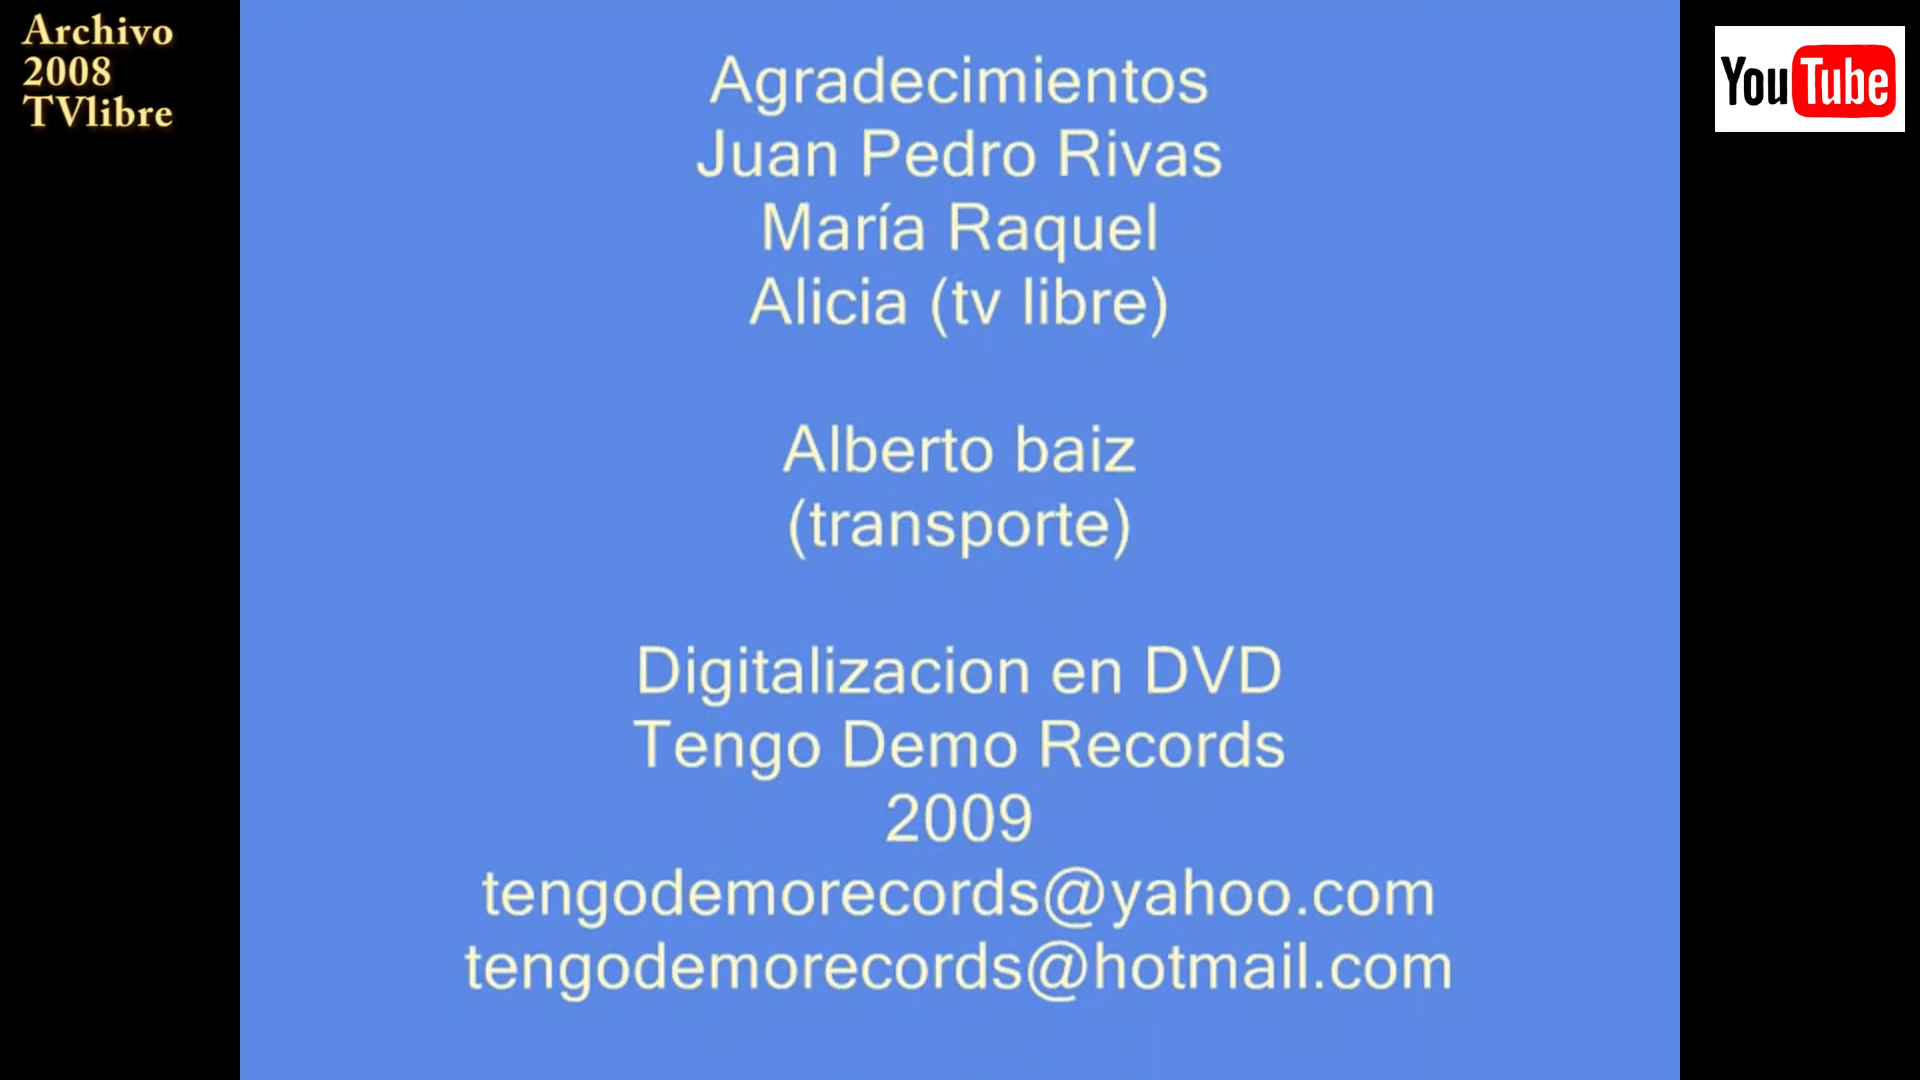 Archivo
2008
TVlibre
YouTube
Agradecimientos
Juan Pedro Rivas
María Raquel
Alicia (tv libre)
Alberto baiz
(transporte)
Digitalizacion en DVD
Tengo Demo Records
2009
tengodemorecords@yahoo.com
tengodemorecords@hotmail.com